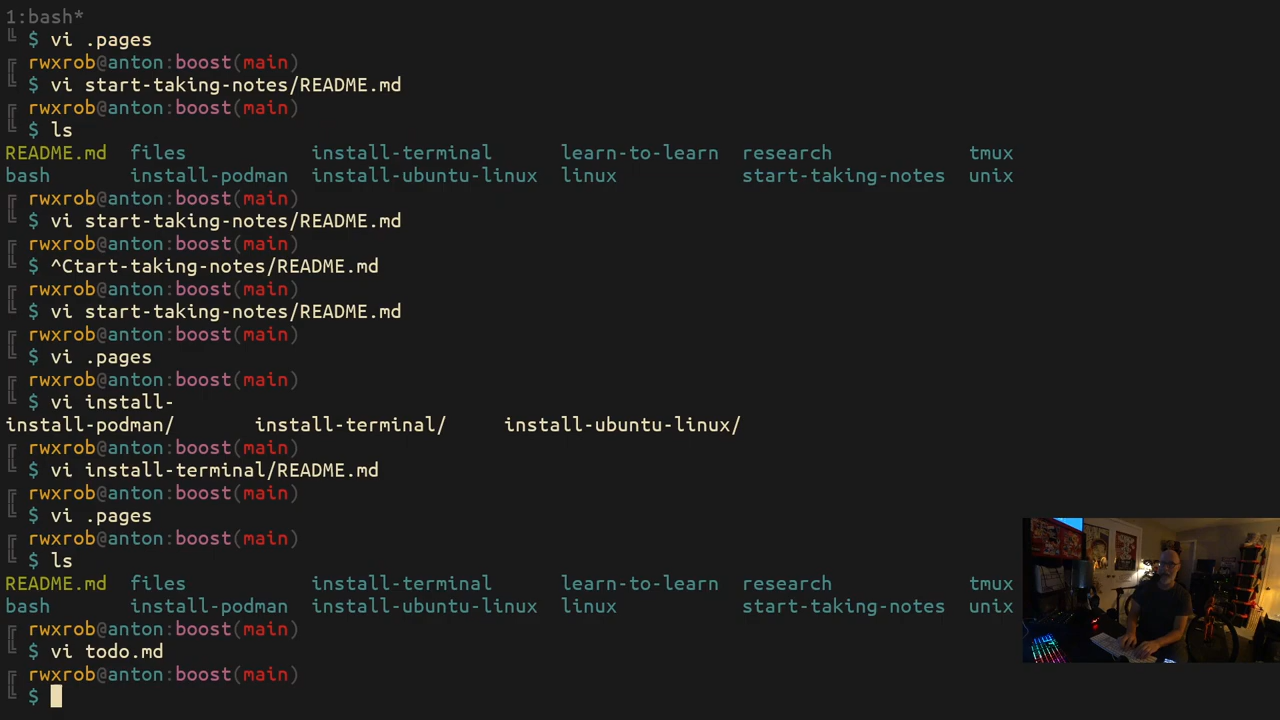 1:bash*
$ vi .pages
rwxrob@anton:boost(main)
$ vi start-taking-notes/README.md
rwxrob@anton:boost(main)
$ ls
README.md files install-terminal learn-to-learn research tmux
bash install-podman install-ubuntu-linux linux start-taking-notes unix
rwxrob@anton:boost(main)
$ vi start-taking-notes/README.md
rwxrob@anton:boost(main)
$ ^Ctart-taking-notes/README.md
rwxrob@anton:boost(main)
$ vi start-taking-notes/README.md
rwxrob@anton:boost(main)
$ vi .pages
rwxrob@anton:boost(main)
$ vi install-
install-podman/ install-terminal/ install-ubuntu-linux/
rwxrob@anton:boost(main)
$ vi install-terminal/README.md
rwxrob@anton:boost(main)
$ vi .pages
rwxrob@anton:boost(main)
$ ls
README.md files install-terminal learn-to-learn research tmux
bash install-podman install-ubuntu-linux linux start-taking-notes unix
rwxrob@anton:boost(main)
$ vi todo.md
rwxrob@anton:boost(main)
$